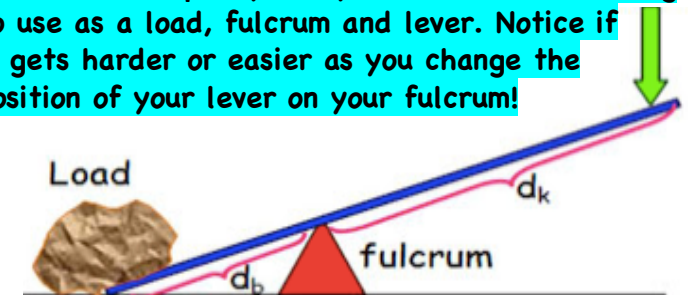 use as a load, fulcrum and lever. Notice if
gets harder or easier as you change the
position of your lever on your fulcrum!
Load
dk
fulcrum
db